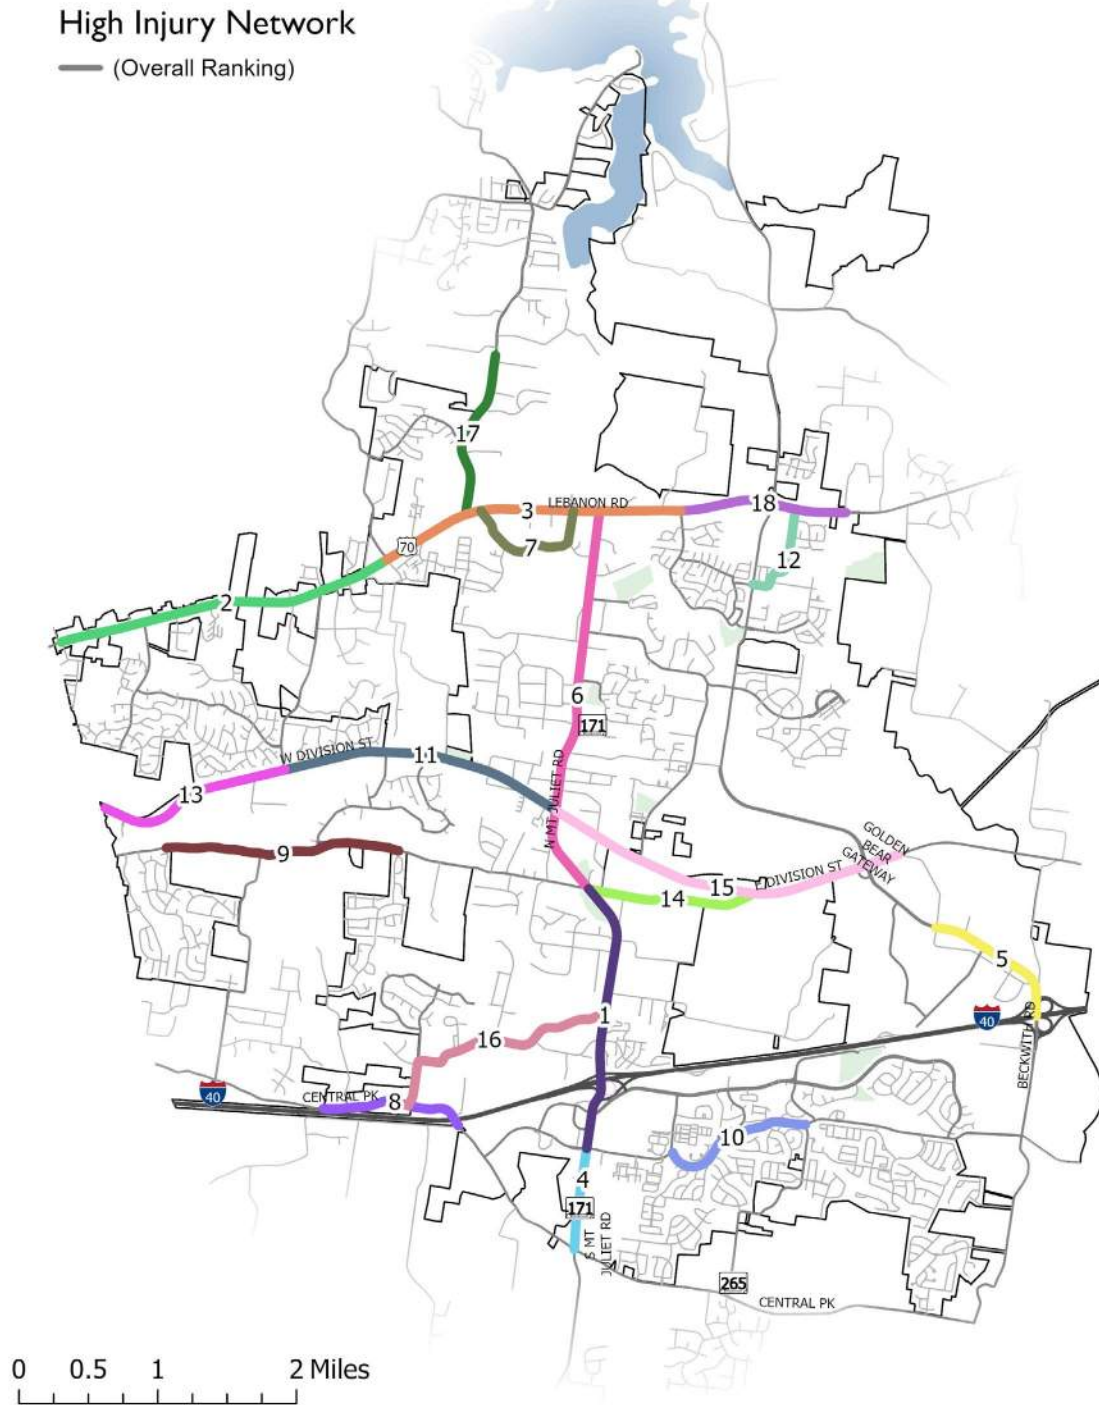 High Injury Network
(Overall Ranking)
17
LEBANON RD
3
18
70
7
12
2
6
171
W DIVISION ST
11
N MT JULIET RD
13
9
GOLDEN
BEAR
GATEWAY
E DIVISION ST
15
14
5
1
40
BECKWITH RD
16
40
CENTRAL PK
8
10
4
171
S MT
JULIET RD
265
CENTRAL PK
0 0.5 1 2 Miles